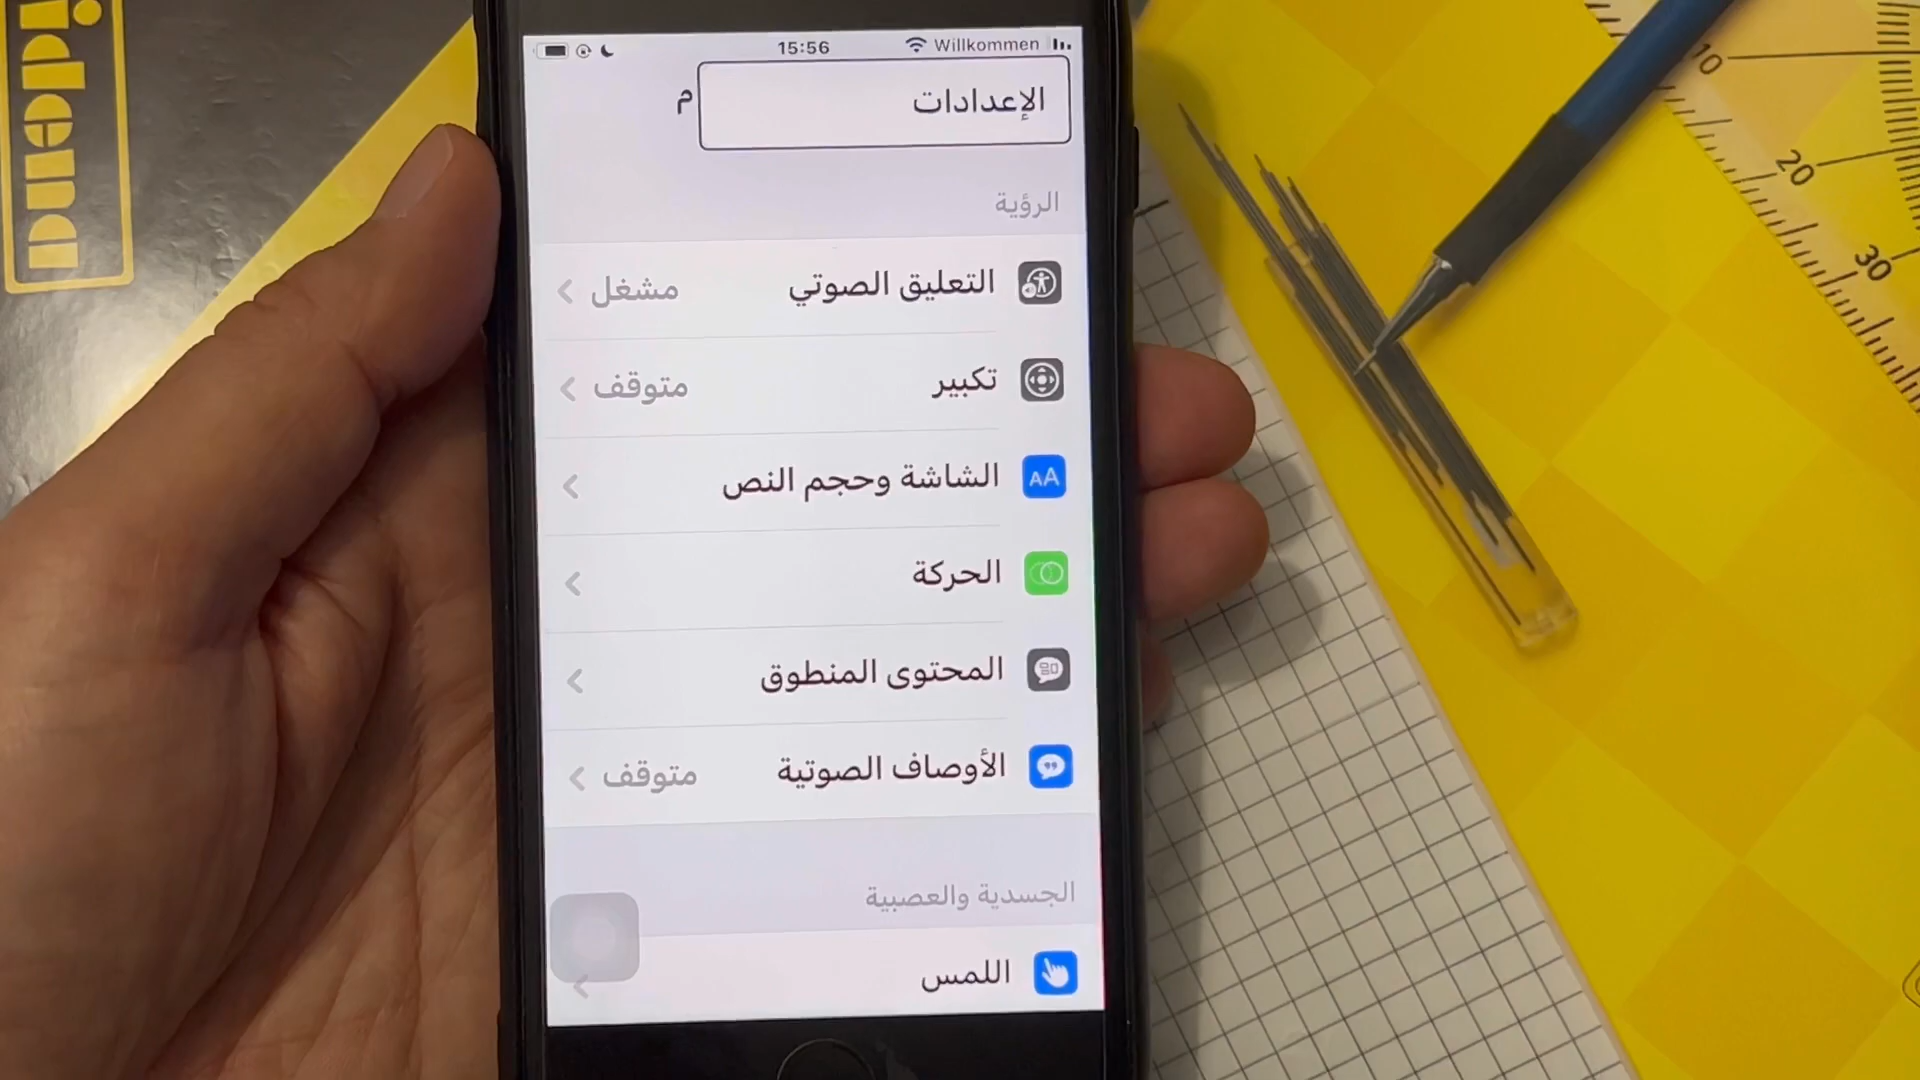 idena
15:56
Willkommen
الإعدادات
م
الرؤية
التعليق الصوتي
مشغل
تكبير
متوقف
AA
الشاشة وحجم النص
الحركة
المحتوى المنطوق
الأوصاف الصوتية
متوقف
الجسدية والعصبية
اللمس
10
20
30